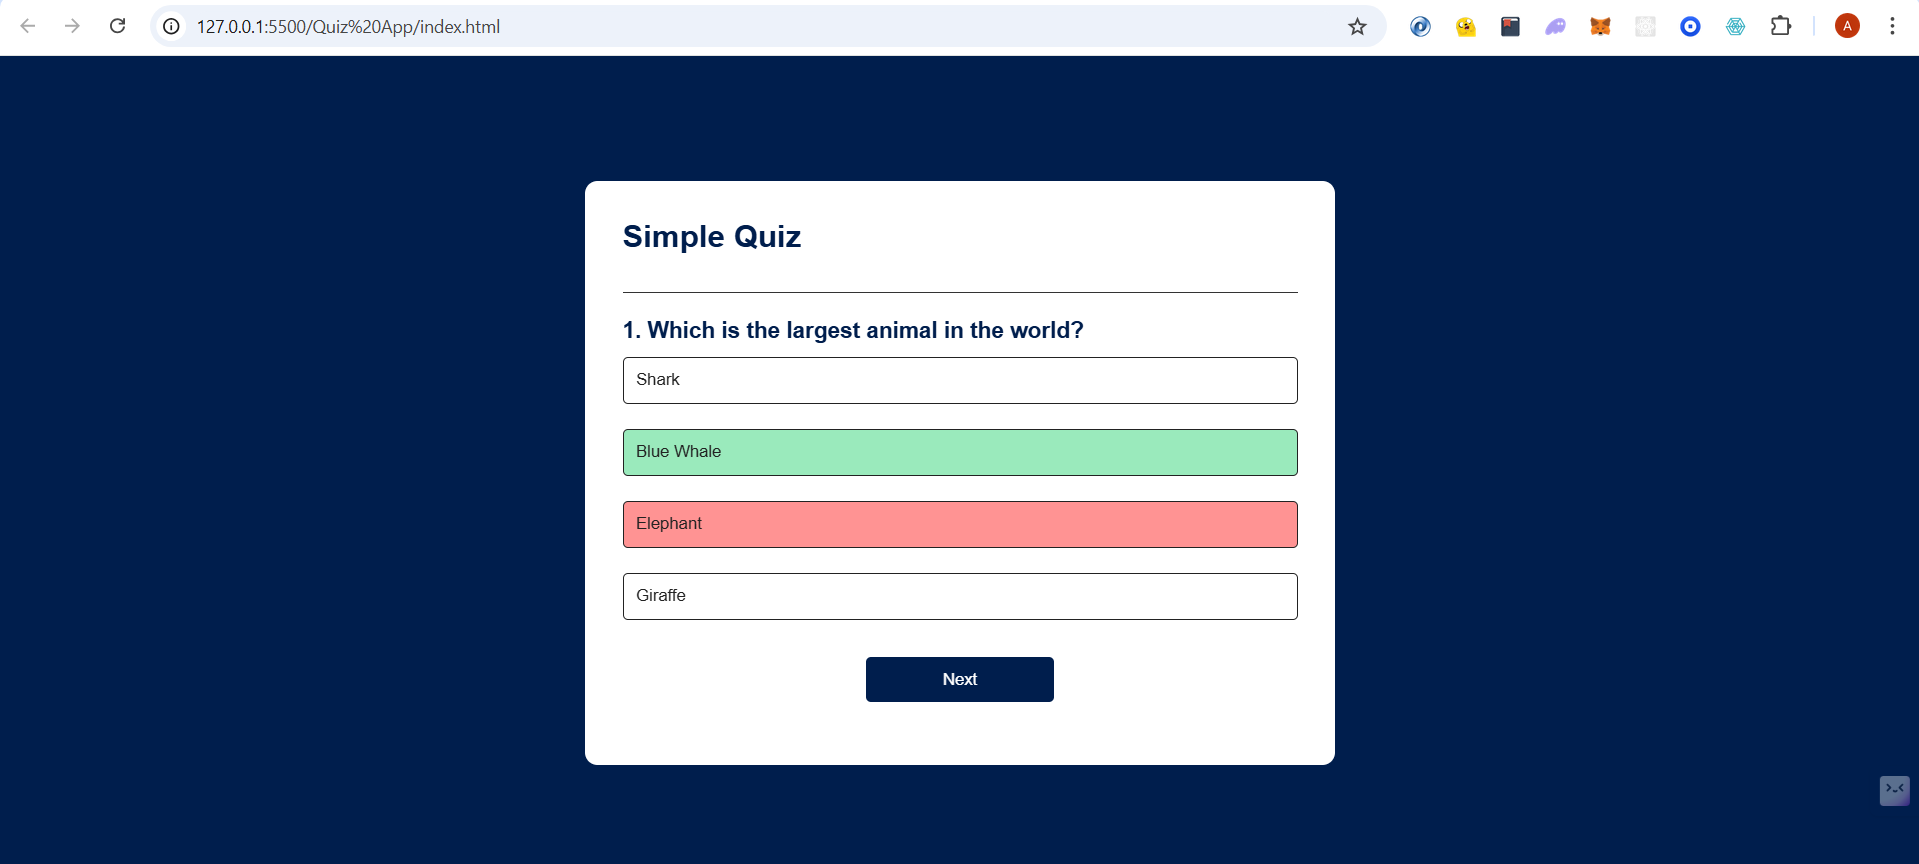 127.0.0.1:5500/Quiz%20App/index.html
A
Simple Quiz
1. Which is the largest animal in the world?
Shark
Blue Whale
Elephant
Giraffe
Next